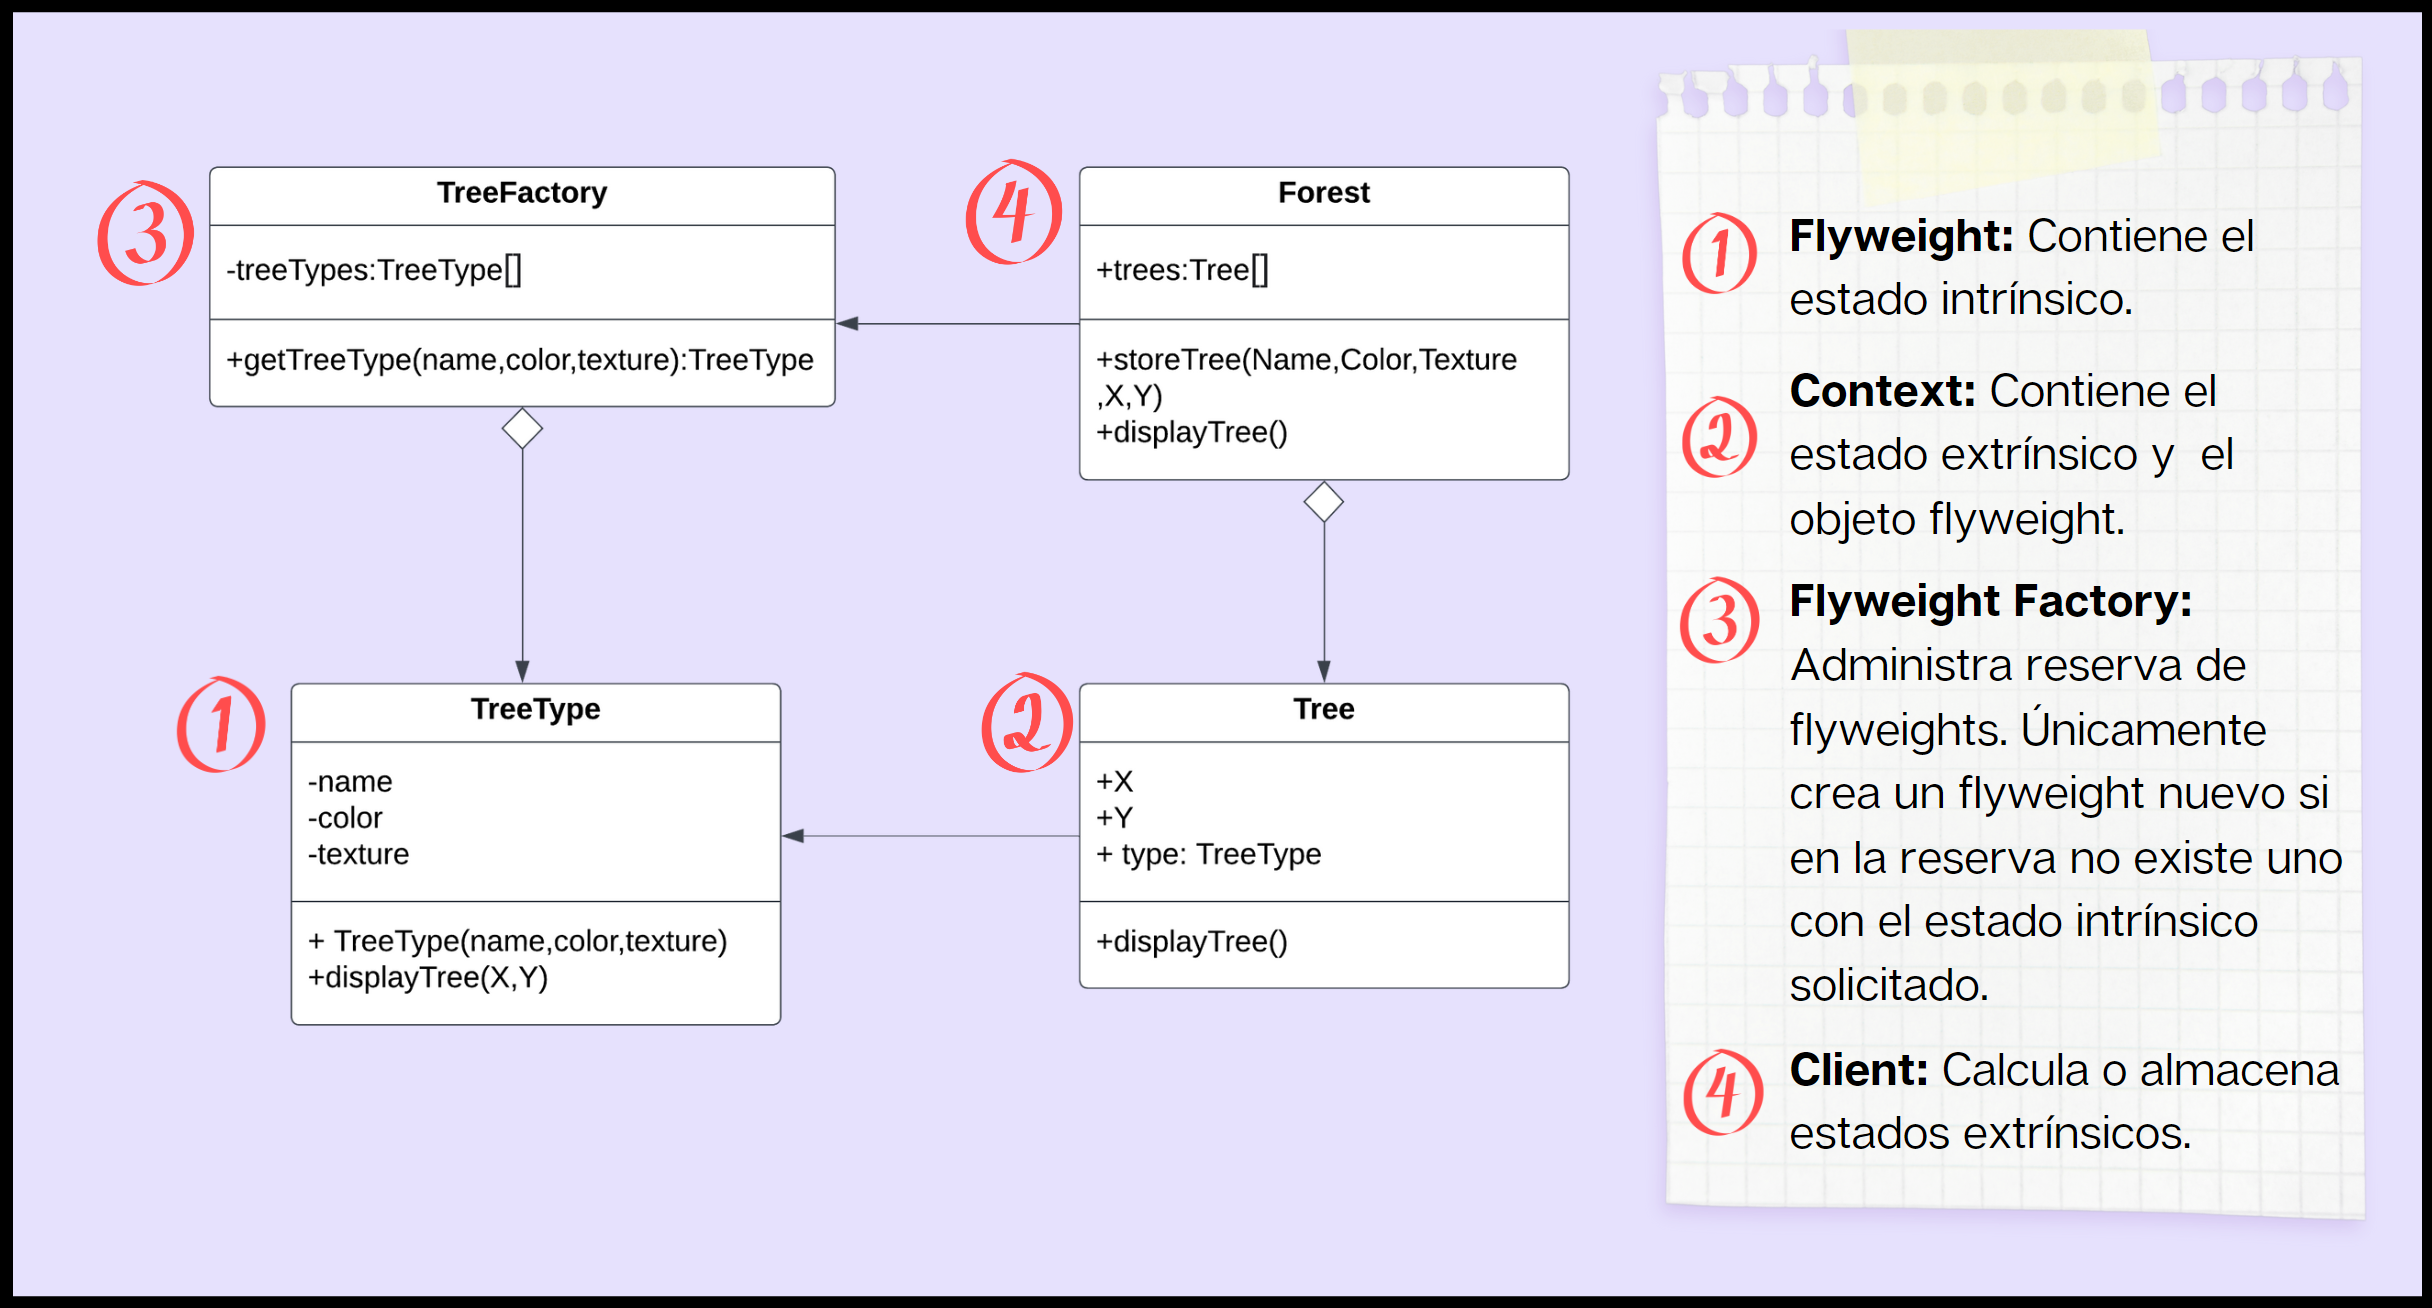 3
TreeFactory
-treeTypes:TreeType[]
+getTreeType(name,color,texture):TreeType
4
Forest
+trees:Tree[]
+storeTree(Name,Color,Texture
,X,Y)
+displayTree()
1
TreeType
-name
-color
-texture
+ TreeType(name,color,texture)
+displayTree(X,Y)
2
Tree
+X
+Y
+ type: TreeType
+displayTree()
1
Flyweight: Contiene el
estado intrínsico.
2
Context: Contiene el
estado extrínsico y  el
objeto flyweight.
3
Flyweight Factory:
Administra reserva de
flyweights. Únicamente
crea un flyweight nuevo si
en la reserva no existe uno
con el estado intrínsico
solicitado.
4
Client: Calcula o almacena
estados extrínsicos.